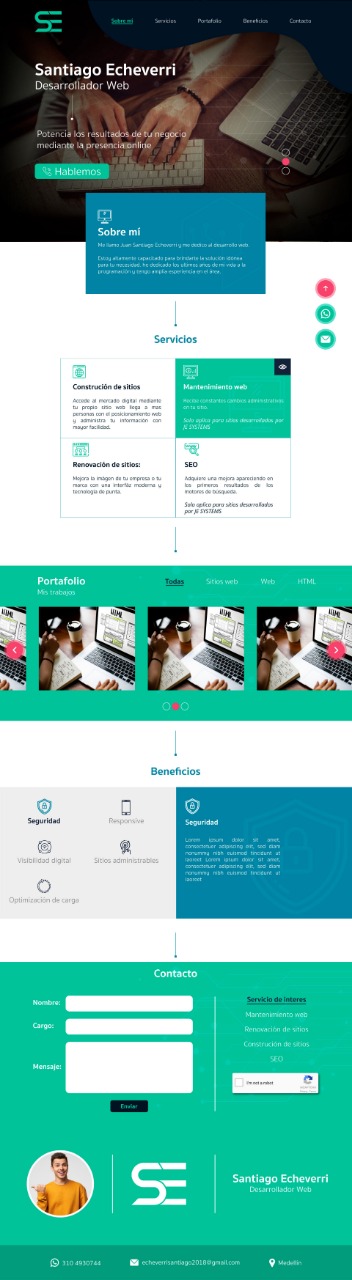 SE
Sobre mí
Servicios
Portafolio
Beneficios
Contacto
Santiago Echeverri
Desarrollador Web
Potencia los resultados de tu negocio
mediante la presencia online
Hablemos
Sobre mí
Me llamo Juan Santiago Echeverri y me dedico al desarrollo web.
Estoy altamente capacitado para brindarte la solución idónea
para tu necesidad, he dedicado los últimos años de mi vida a la
programación y tengo amplia experiencia en el área.
Servicios
Construción de sitios
Accede al mercado digital mediante
tu propio sitio web llega a más
personas con el posicionamiento web
y administra tu información con
mayor facilidad.
Mantenimiento web
Recibe constantes cambios administrativos
en tu sitio.
Solo aplica para sitios desarrollados por
JE SYSTEMS
Renovación de sitios:
Mejora la imagen de tu empresa o tu
marca con una interfáz moderna y
tecnología de punta.
SEO
Adquiere una mejora apareciendo en
los primeros resultados de los
motores de búsqueda.
Solo aplica para sitios desarrollados
por JE SYSTEMS
Portafolio
Mis trabajos
Todas
Sitios web
Web
HTML
Beneficios
Seguridad
Responsive
Visibilidad digital
Sitios administrables
Optimización de carga
Seguridad
Lorem ipsum dolor sit amet,
consectetuer adipiscing elit, sed diam
nonummy nibh euismod tincidunt ut
laoreet Lorem ipsum dolor sit amet,
consectetuer adipiscing elit, sed diam
nonummy nibh euismod tincidunt ut
laoreet
Contacto
Nombre:
Cargo:
Mensaje:
Enviar
Servicio de interes
Mantenimiento web
Renovación de sitios
Construción de sitios
SEO
I'm not a robot
SE
Santiago Echeverri
Desarrollador Web
310 4930744
echeverrisantiago2018@gmail.com
Medellín